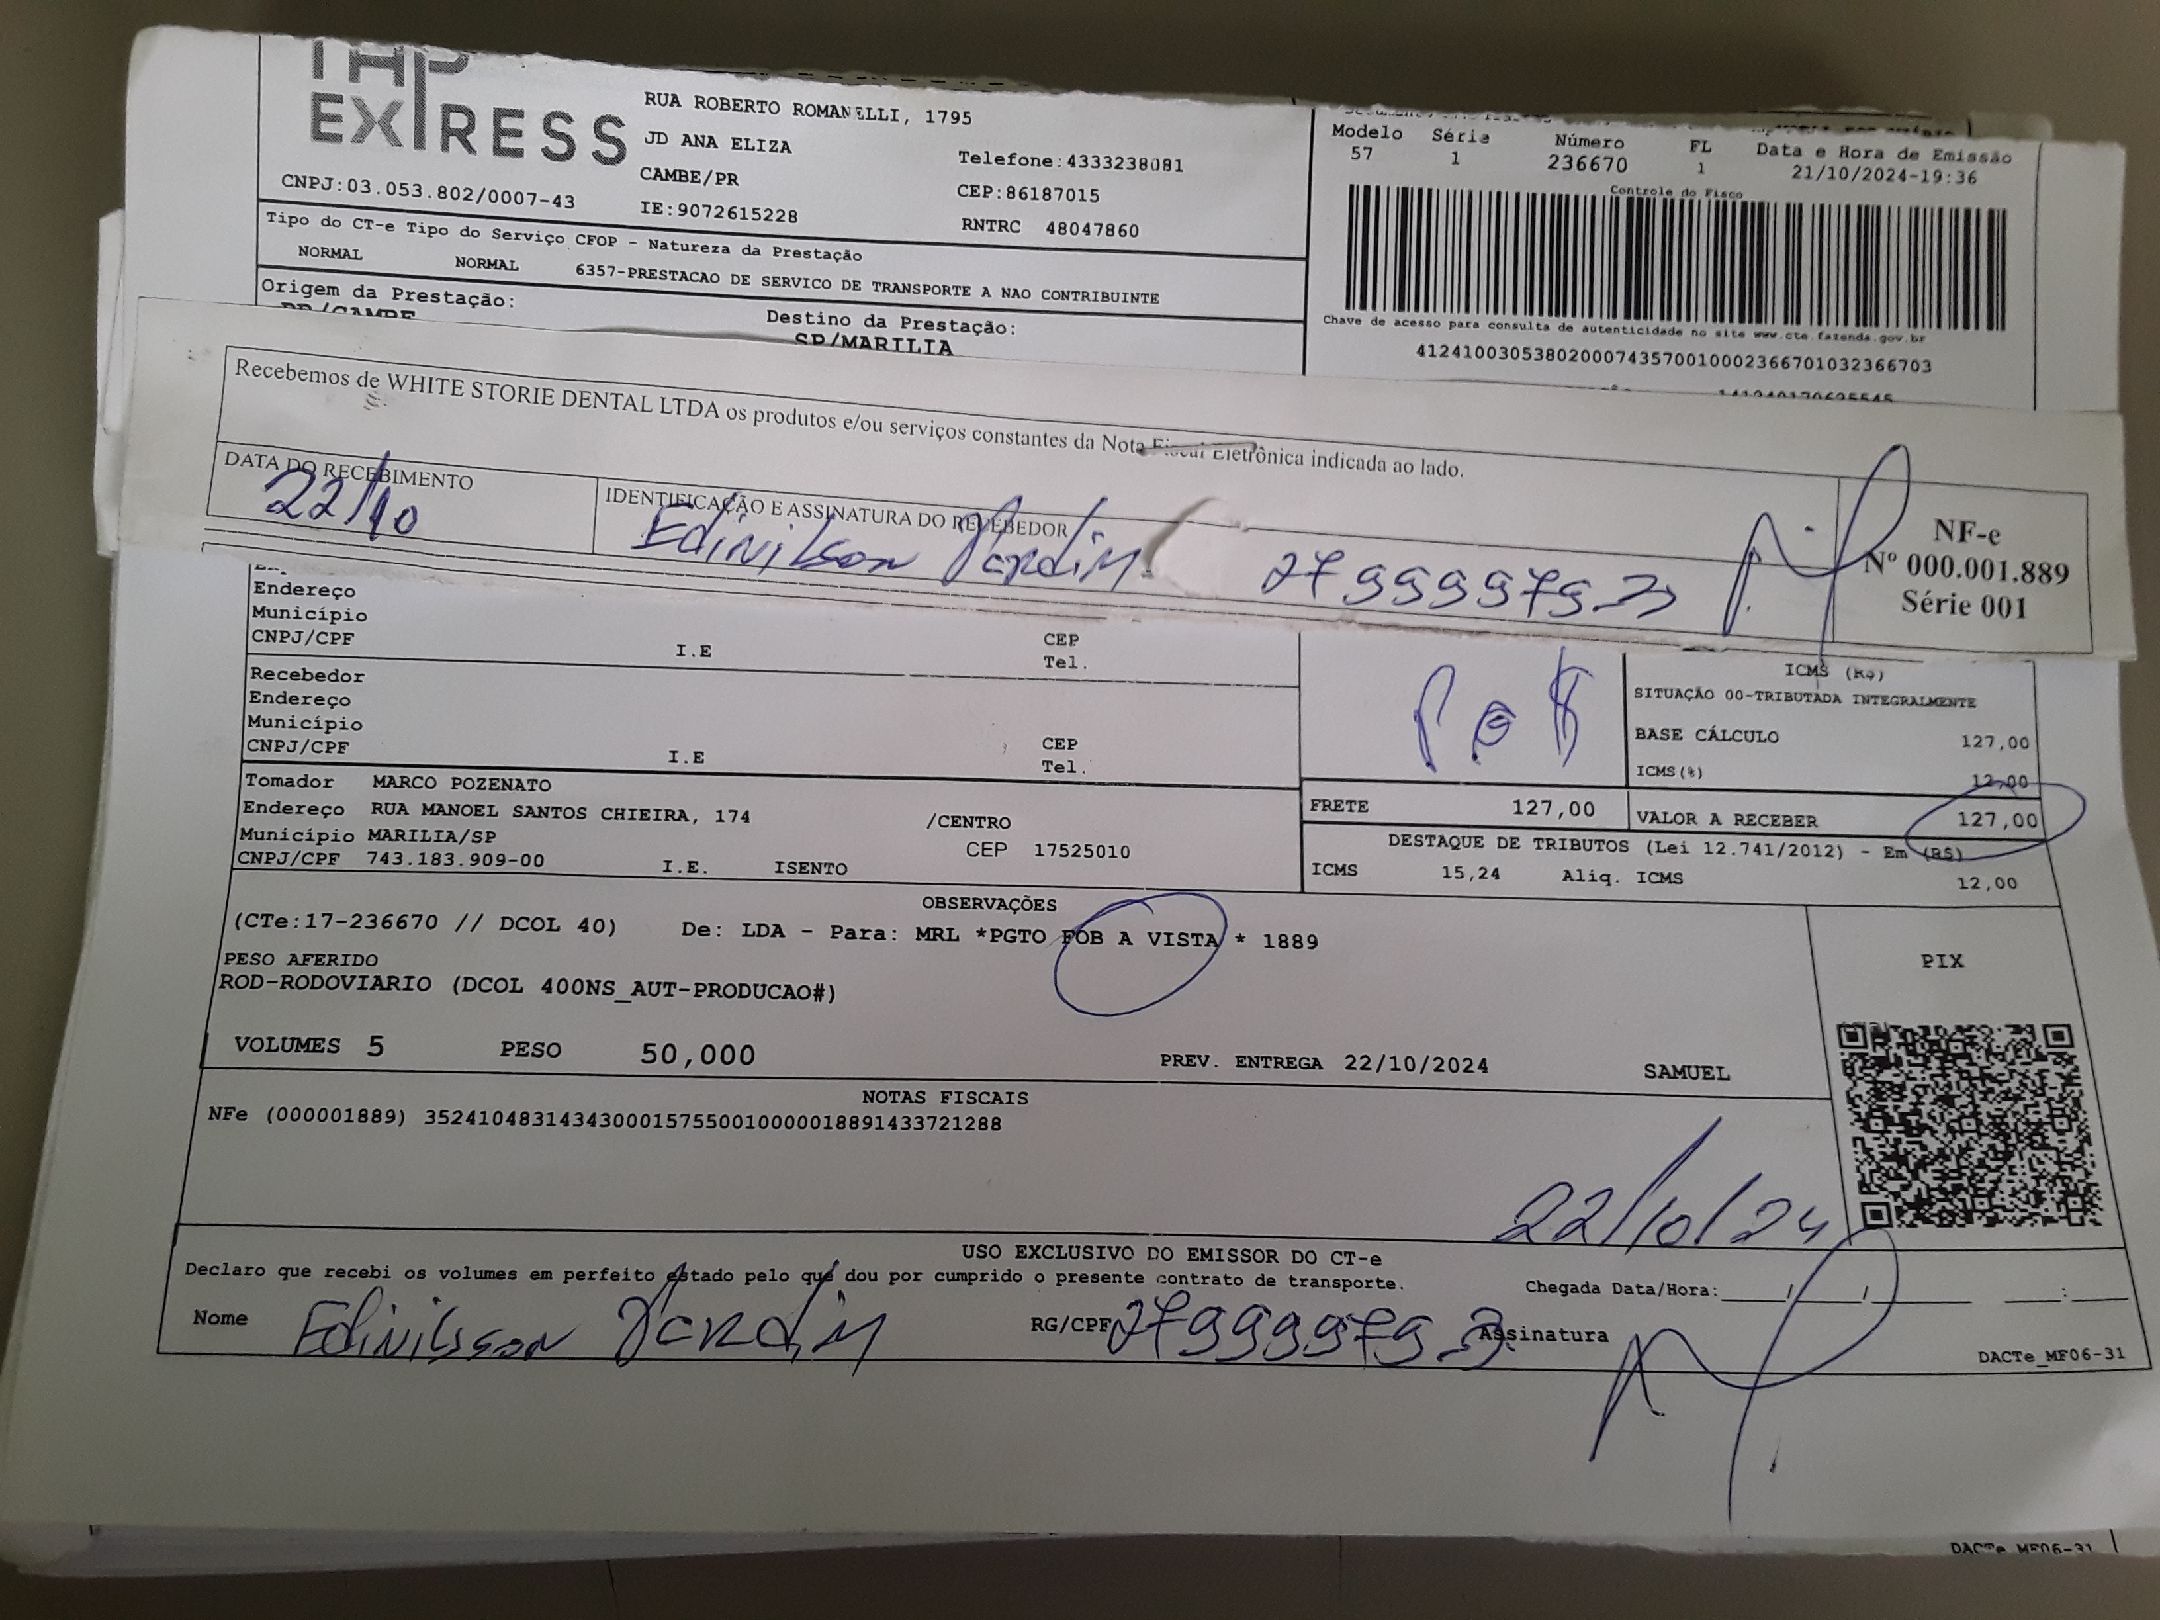 EXPRESS
RUA ROBERTO ROMANELLI, 1795
JD ANA ELIZA
CAMBE/PR
Telefone:4333238081
CEP:86187015
CNPJ:03.053.802/0007-43
IE:9072615228
RNTRC 48047860
Modelo Séria Número FL Data e Hora de Emissão
57 1 236670 1 21/10/2024-19:36
Controle do Fisco
Tipo do CT-e Tipo do Serviço CFOP - Natureza da Prestação
NORMAL NORMAL 6357-PRESTACAO DE SERVICO DE TRANSPORTE A NAO CONTRIBUINTE
Origem da Prestação: Destino da Prestação:
PR/CAMBE SP/MARILIA
Chave de acesso para consulta de autenticidade no site www.cte.fazenda.gov.br
41241003053802000743570010002366701032366703
Recebemos de WHITE STORIE DENTAL LTDA os produtos e/ou serviços constantes da Nota Fiscal Eletrônica indicada ao lado.
DATA DO RECEBIMENTO
22/10
IDENTIFICAÇÃO E ASSINATURA DO RECEBEDOR
Edinilson
NF-e
Nº 000.001.889
Série 001
Endereço
Município
CNPJ/CPF I.E CEP
Tel.
Recebedor
Endereço
Município
CNPJ/CPF I.E CEP
Tel.
ICMS (R$)
SITUAÇÃO 00-TRIBUTADA INTEGRALMENTE
BASE CÁLCULO 127,00
ICMS(%) 12,00
Tomador MARCO POZENATO
Endereço RUA MANOEL SANTOS CHIEIRA, 174 /CENTRO
Município MARILIA/SP CEP 17525010
CNPJ/CPF 743.183.909-00 I.E. ISENTO
FRETE 127,00 VALOR A RECEBER 127,00
DESTAQUE DE TRIBUTOS (Lei 12.741/2012) - Em (R$)
ICMS 15,24 Aliq. ICMS 12,00
OBSERVAÇÕES
(CTe:17-236670 // DCOL 40) De: LDA - Para: MRL *PGTO FOB A VISTA * 1889
PESO AFERIDO
ROD-RODOVIARIO (DCOL 400NS_AUT-PRODUCAO#)
PIX
VOLUMES 5 PESO 50,000 PREV. ENTREGA 22/10/2024 SAMUEL
NOTAS FISCAIS
NFe (000001889) 35241048314343000157550010000018891433721288
22/10/24
USO EXCLUSIVO DO EMISSOR DO CT-e
Declaro que recebi os volumes em perfeito estado pelo que dou por cumprido o presente contrato de transporte.
Chegada Data/Hora:____/____/____ ___:___
Nome Edinilsson RG/CPF Assinatura
DACTe_MF06-31
DACTe_MF06-31